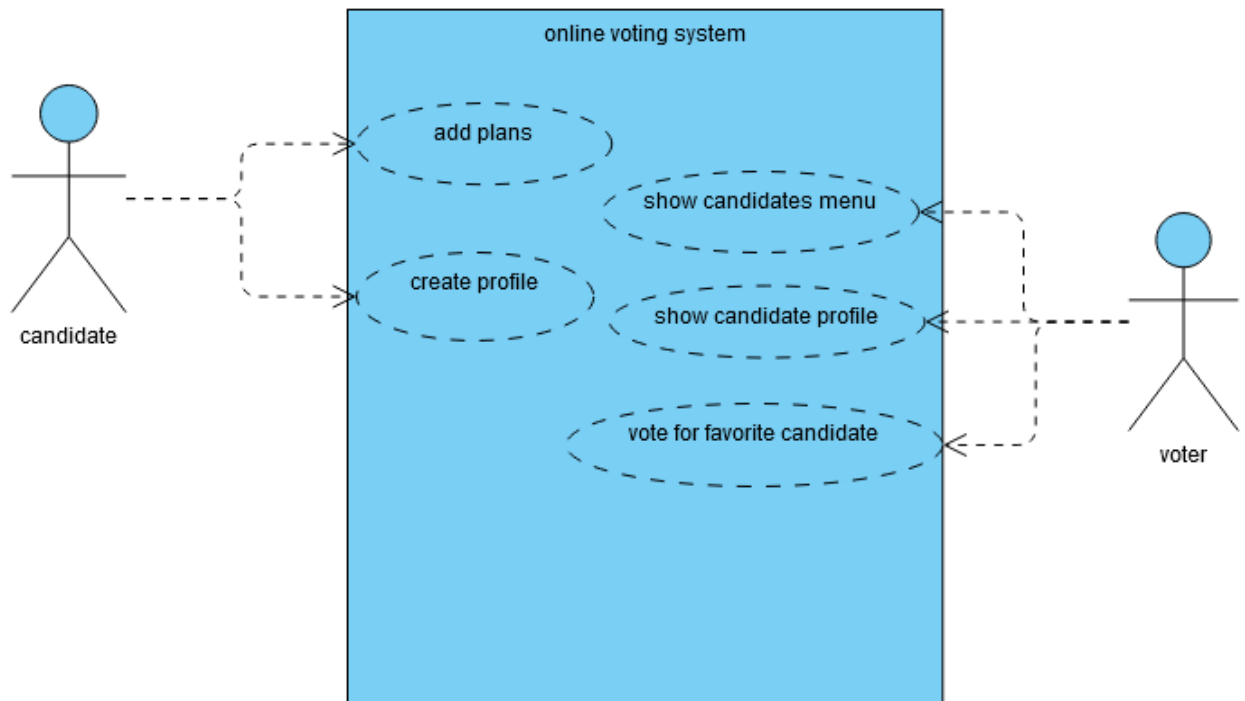 online voting system
add plans
show candidates menu
create profile
show candidate profile
candidate
vote for favorite candidate
voter